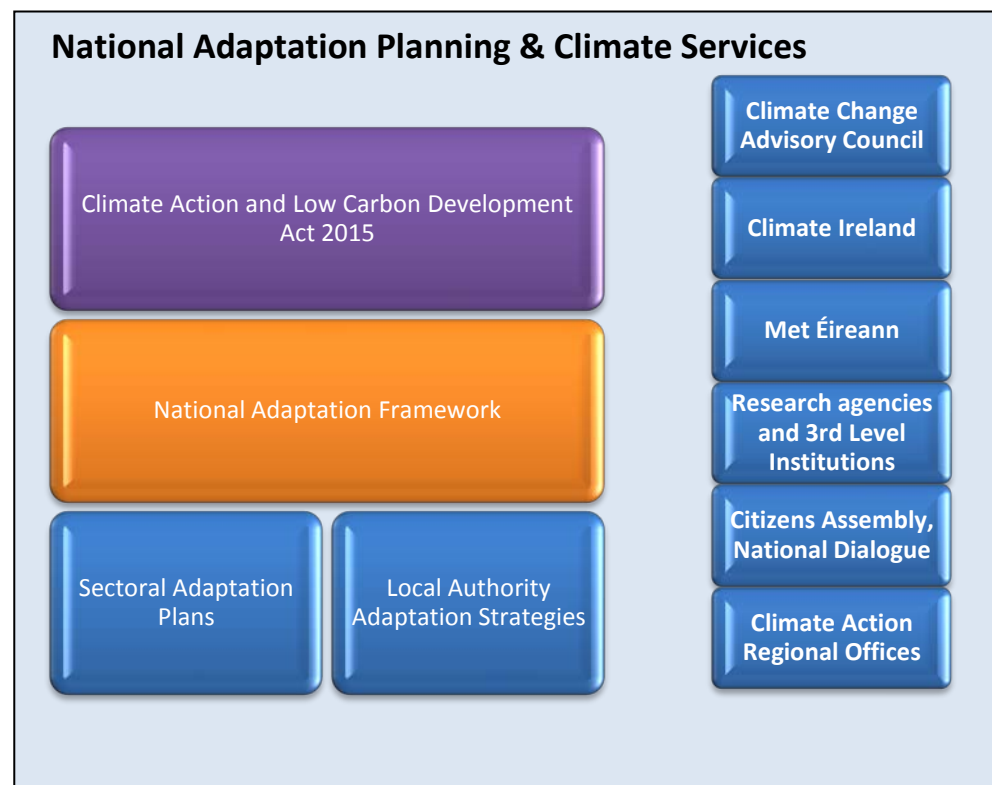 National Adaptation Planning & Climate Services
Climate Action and Low Carbon Development
Act 2015
National Adaptation Framework
Sectoral Adaptation
Plans
Local Authority
Adaptation Strategies
Climate Change
Advisory Council
Climate Ireland
Met Éireann
Research agencies
and 3rd Level
Institutions
Citizens Assembly,
National Dialogue
Climate Action
Regional Offices